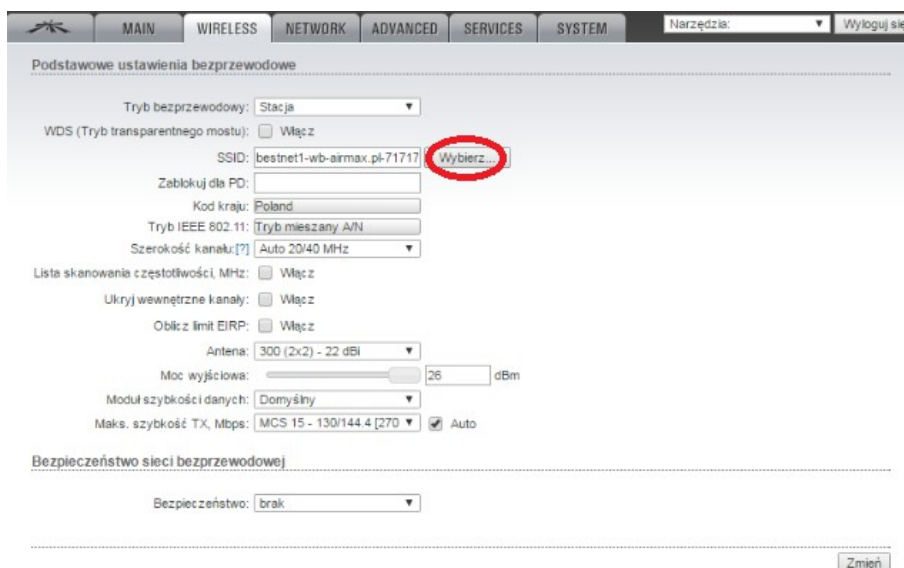 MAIN WIRELESS NETWORK ADVANCED SERVICES SYSTEM Narzędzia: Wyloguj się
Podstawowe ustawienia bezprzewodowe
Tryb bezprzewodowy: Stacja
WDS (Tryb transparentnego mostu): Włącz
SSID: bestnet1-wb-airmax.pl-71717 Wybierz...
Zablokuj dla PD:
Kod kraju: Poland
Tryb IEEE 802.11: Tryb mieszany A/N
Szerokość kanału:[?] Auto 20/40 MHz
Lista skanowania częstotliwości, MHz: Włącz
Ukryj wewnętrzne kanały: Włącz
Oblicz limit EIRP: Włącz
Antena: 300 (2x2) - 22 dBi
Moc wyjściowa: 26 dBm
Moduł szybkości danych: Domyślny
Maks. szybkość TX, Mbps: MCS 15 - 130/144.4 [270 Auto
Bezpieczeństwo sieci bezprzewodowej
Bezpieczeństwo: brak
Zmień